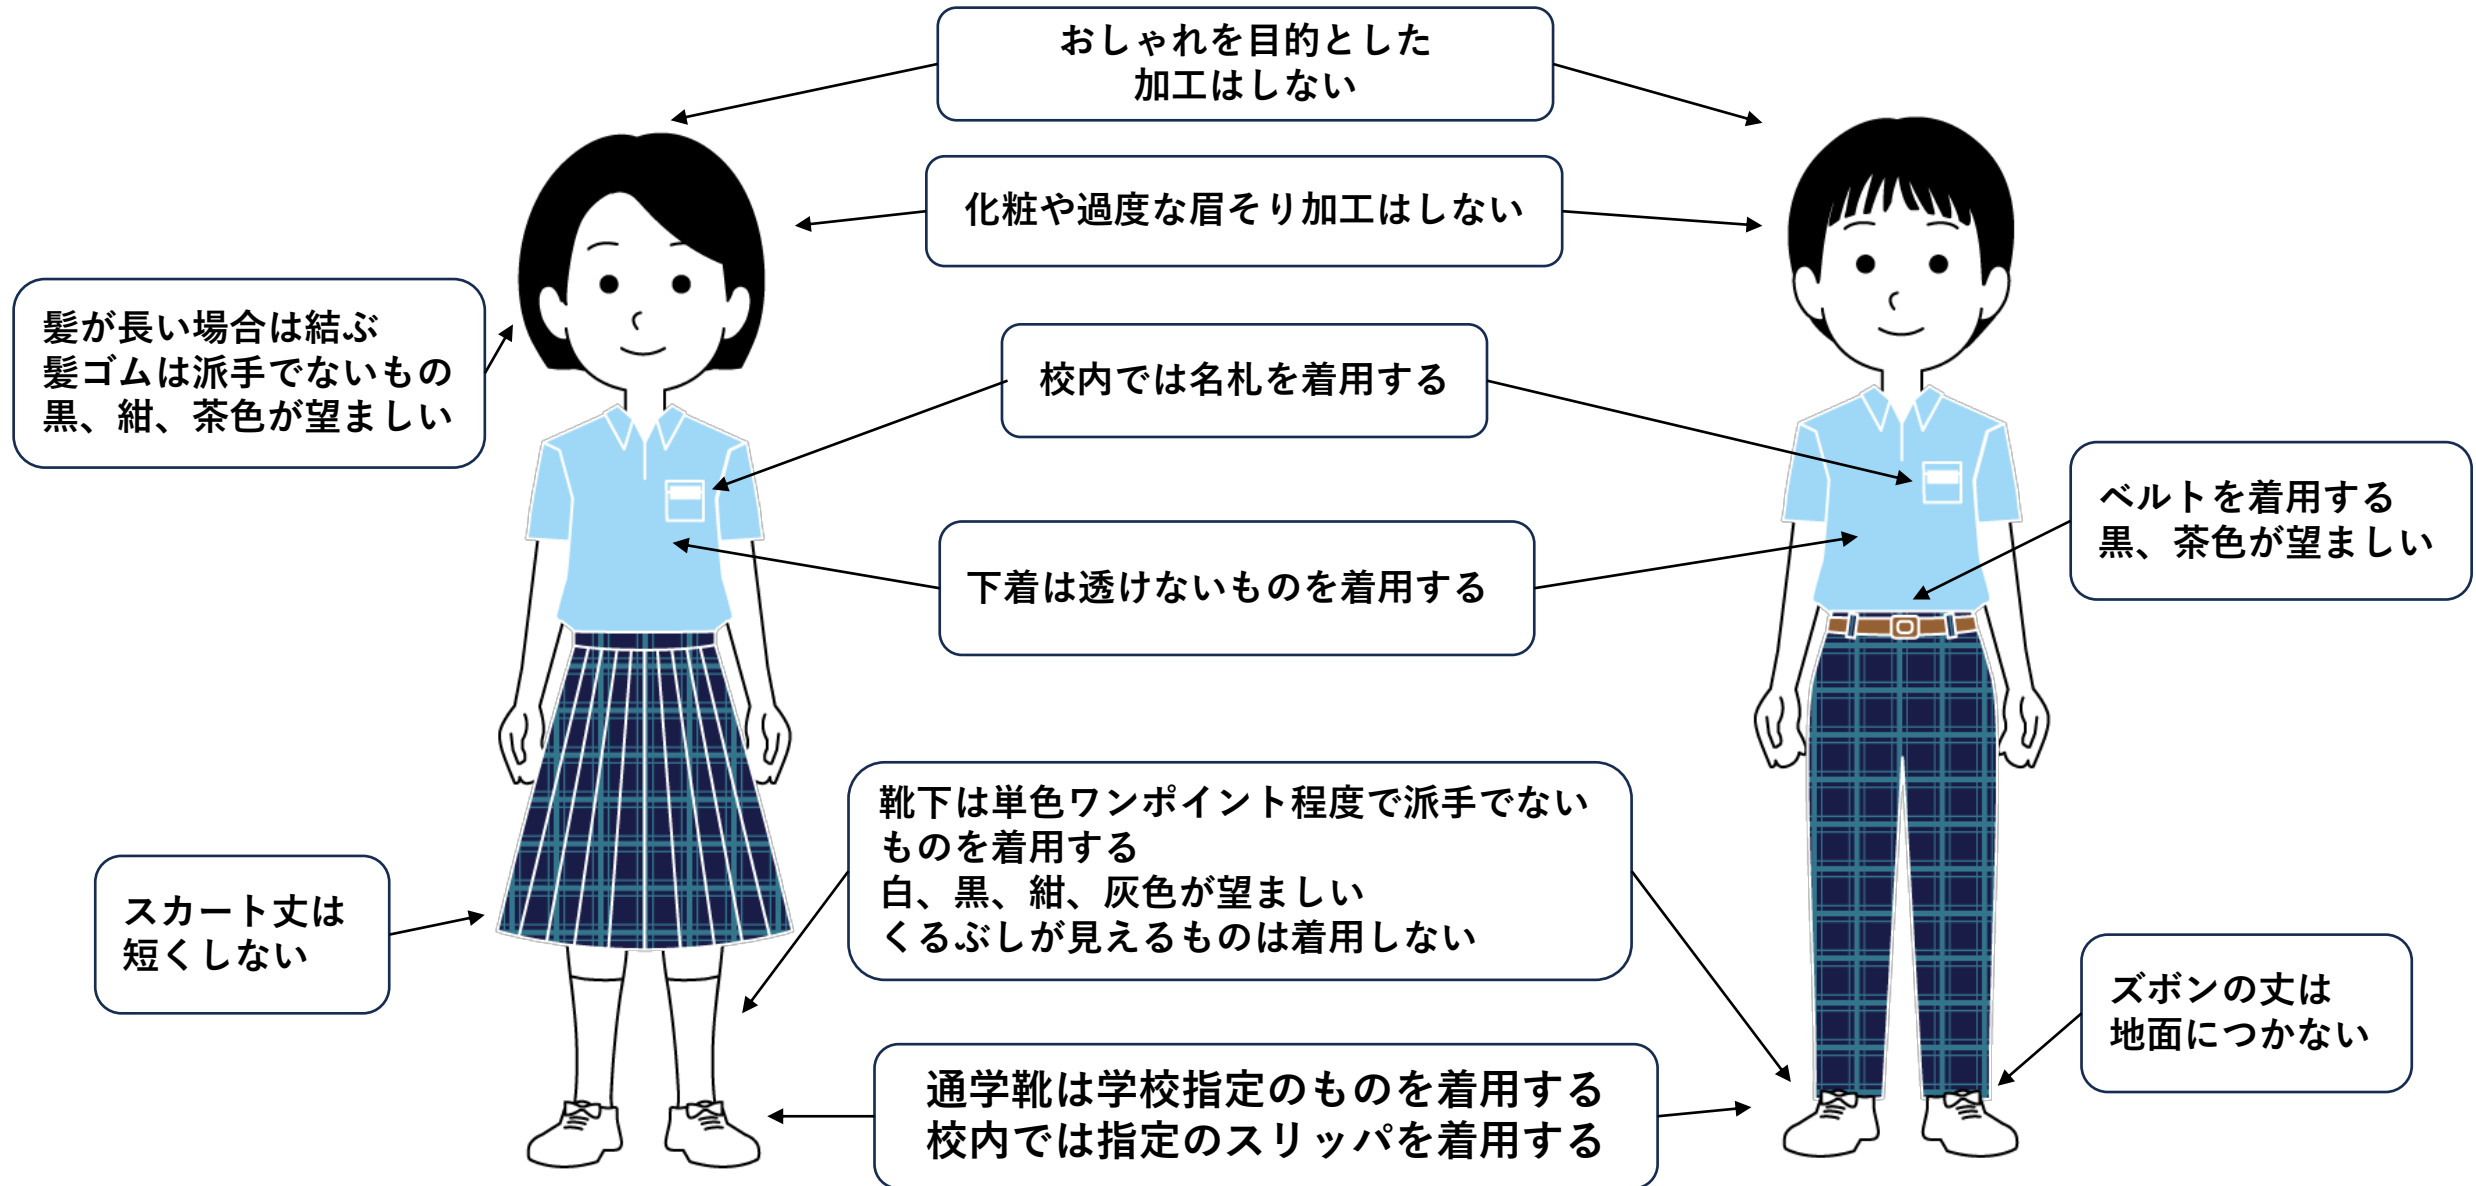 おしゃれを目的とした
加工はしない
化粧や過度な眉そり加工はしない
髪が長い場合は結ぶ
髪ゴムは派手でないもの
黒、紺、茶色が望ましい
校内では名札を着用する
ベルトを着用する
黒、茶色が望ましい
下着は透けないものを着用する
靴下は単色ワンポイント程度で派手でない
ものを着用する
白、黒、紺、灰色が望ましい
くるぶしが見えるものは着用しない
スカート丈は
短くしない
ズボンの丈は
地面につかない
通学靴は学校指定のものを着用する
校内では指定のスリッパを着用する